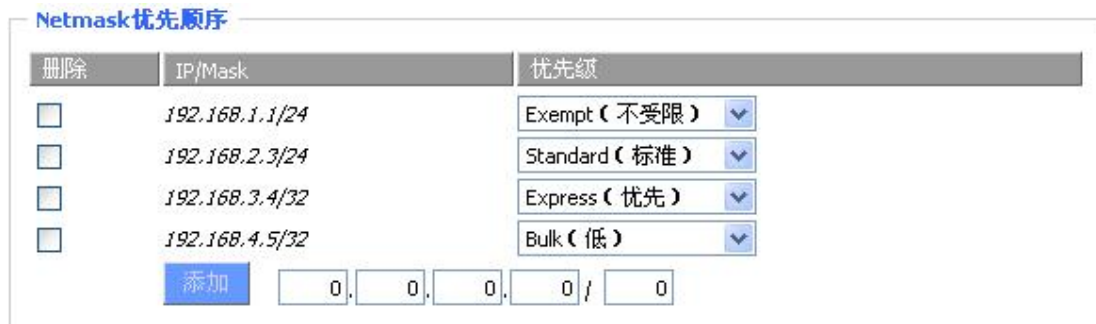 Netmask优先顺序
删除 IP/Mask 优先级
192.168.1.1/24 Exempt（不受限）
192.168.2.3/24 Standard（标准）
192.168.3.4/32 Express（优先）
192.168.4.5/32 Bulk（低）
添加 0. 0. 0. 0 / 0